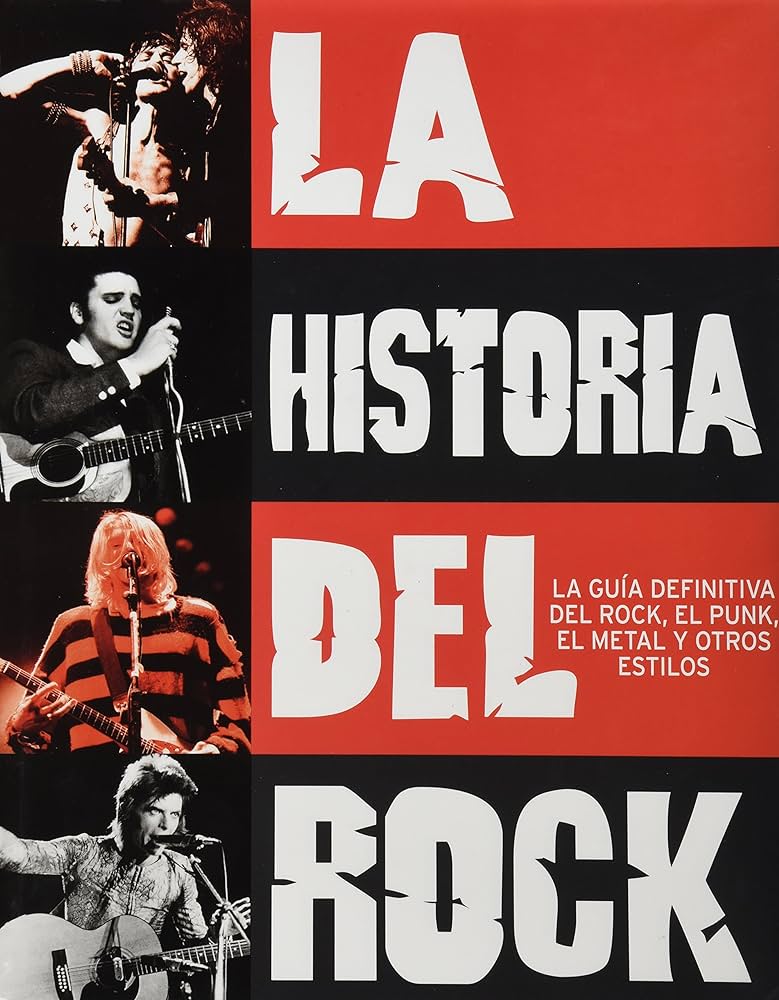 LA
HISTORIA
DEL
LA GUÍA DEFINITIVA
DEL ROCK, EL PUNK,
EL METAL Y OTROS
ESTILOS
ROCK